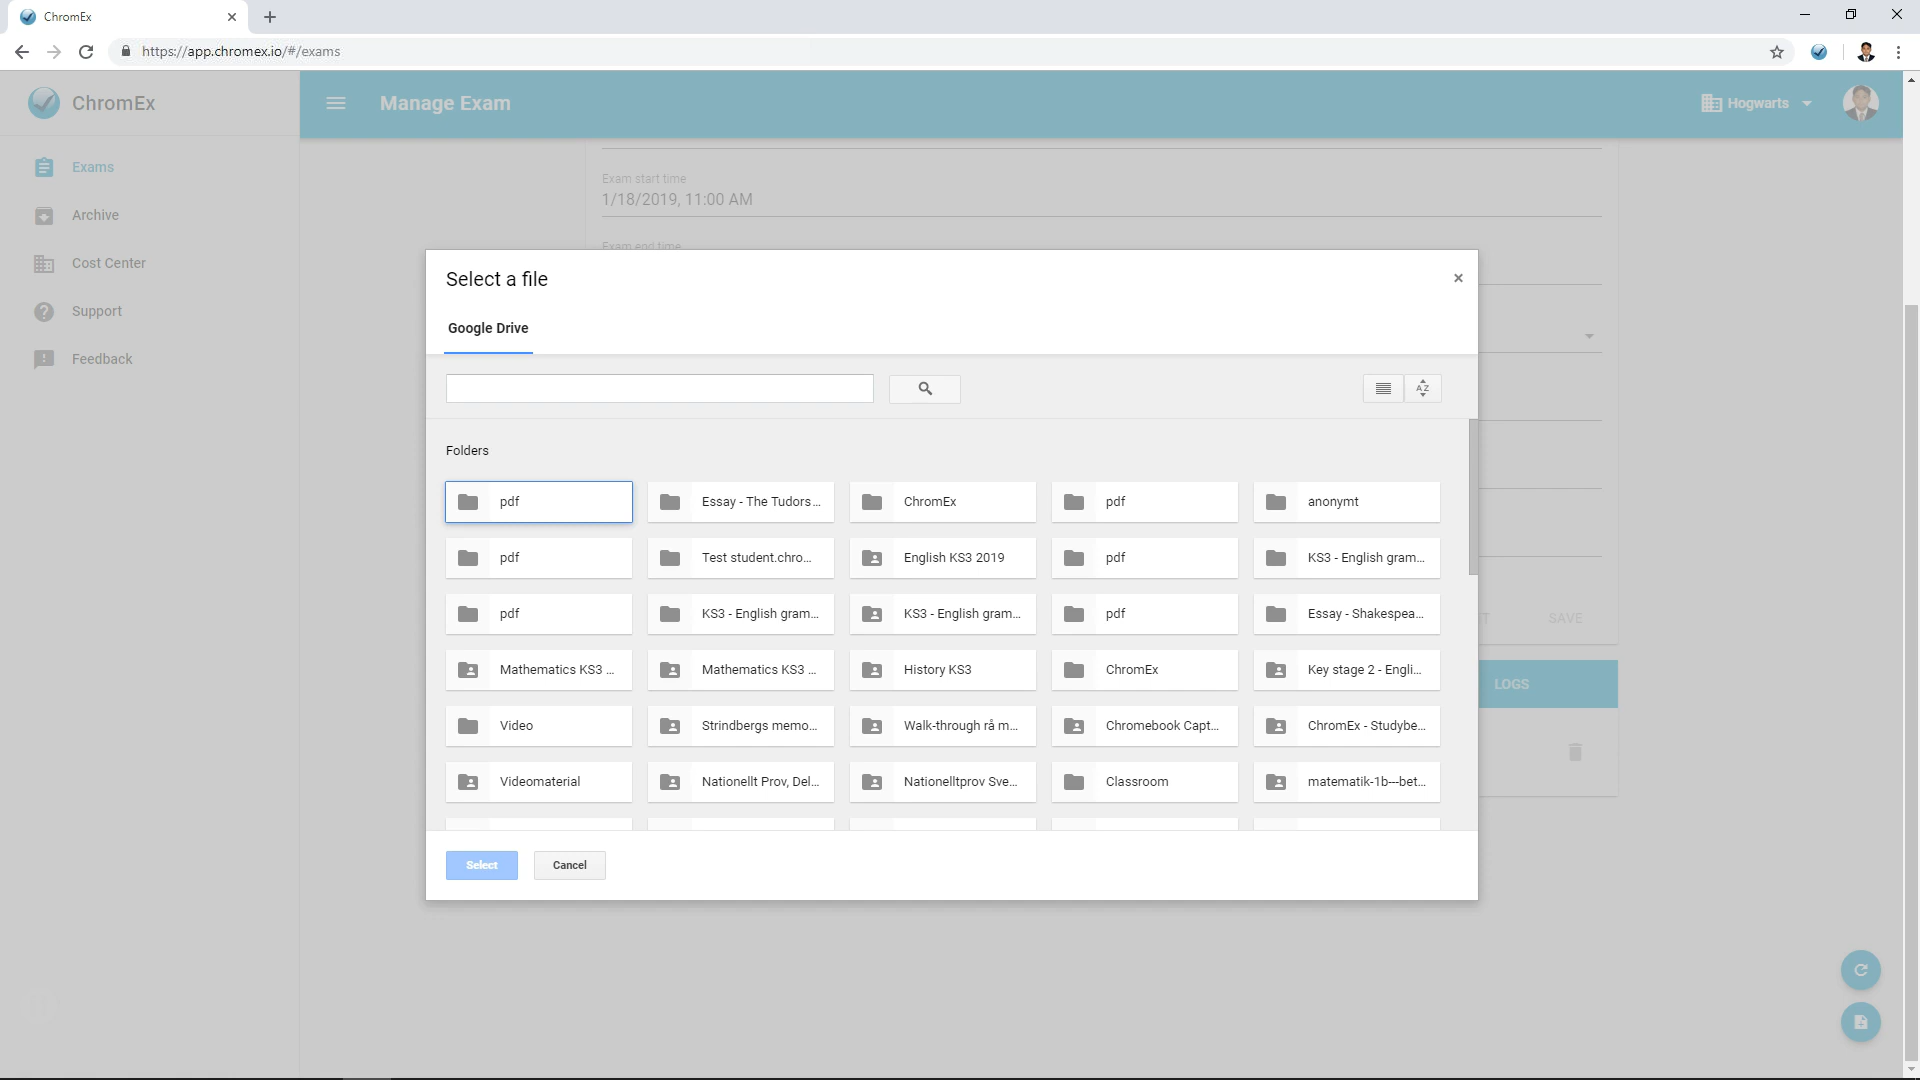 ChromEx
https://app.chromex.io/#/exams
ChromEx
Manage Exam
Hogwarts
Exams
Archive
Cost Center
Support
Feedback
Exam start time
1/18/2019, 11:00 AM
Exam end time
Select a file
Google Drive
Folders
pdf
Essay - The Tudors...
ChromEx
pdf
anonymt
pdf
Test student.chro...
English KS3 2019
pdf
KS3 - English gram...
pdf
KS3 - English gram...
KS3 - English gram...
pdf
Essay - Shakespea...
Mathematics KS3 ...
Mathematics KS3 ...
History KS3
ChromEx
Key stage 2 - Engli...
Video
Strindbergs memo...
Walk-through rå m...
Chromebook Capt...
ChromEx - Studybe...
Videomaterial
Nationellt Prov, Del...
Nationelltprov Sve...
Classroom
matematik-1b---bet...
Select
Cancel
SAVE
LOGS